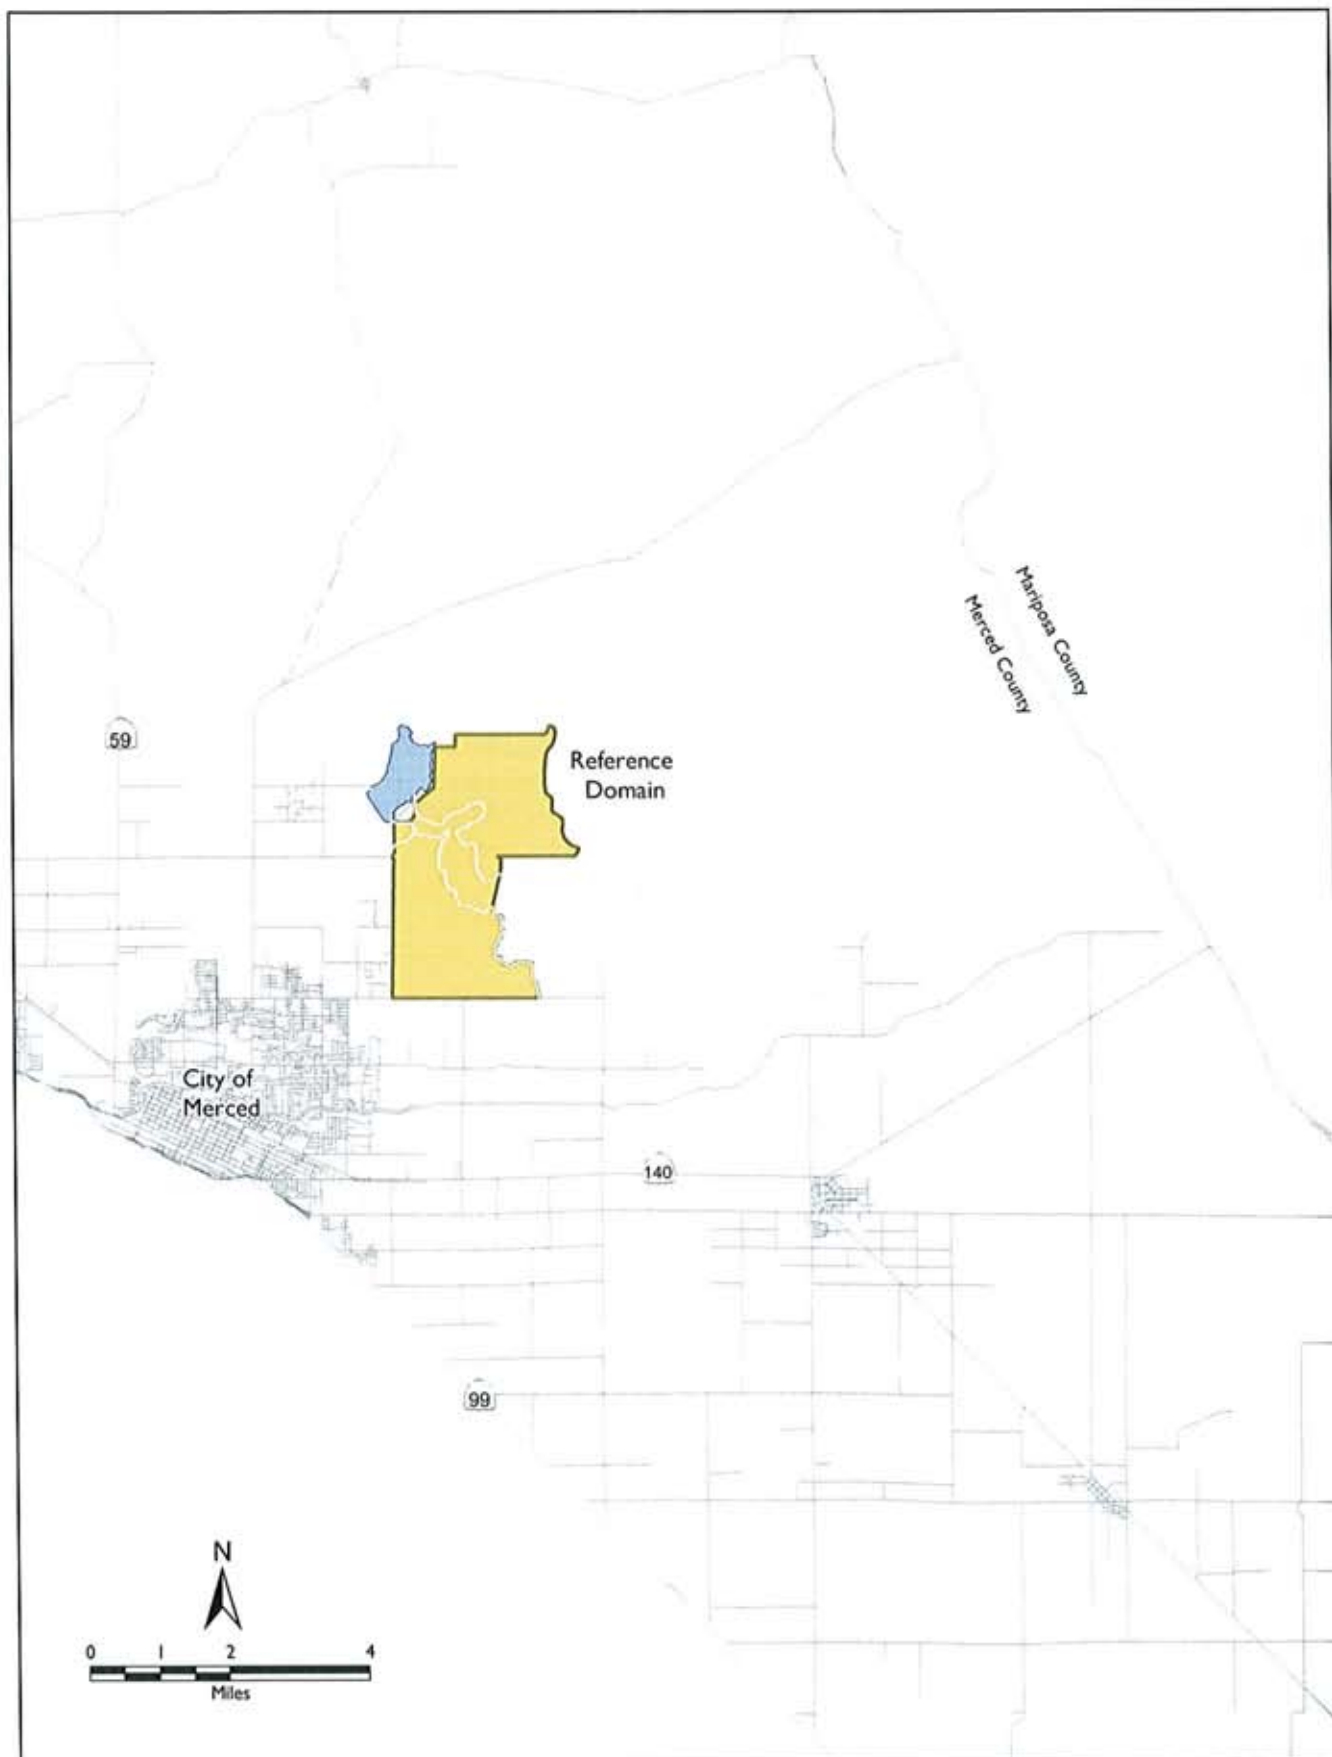 Mariposa County
Merced County
59
Reference
Domain
City of
Merced
140
99
N
0 1 2 4
Miles